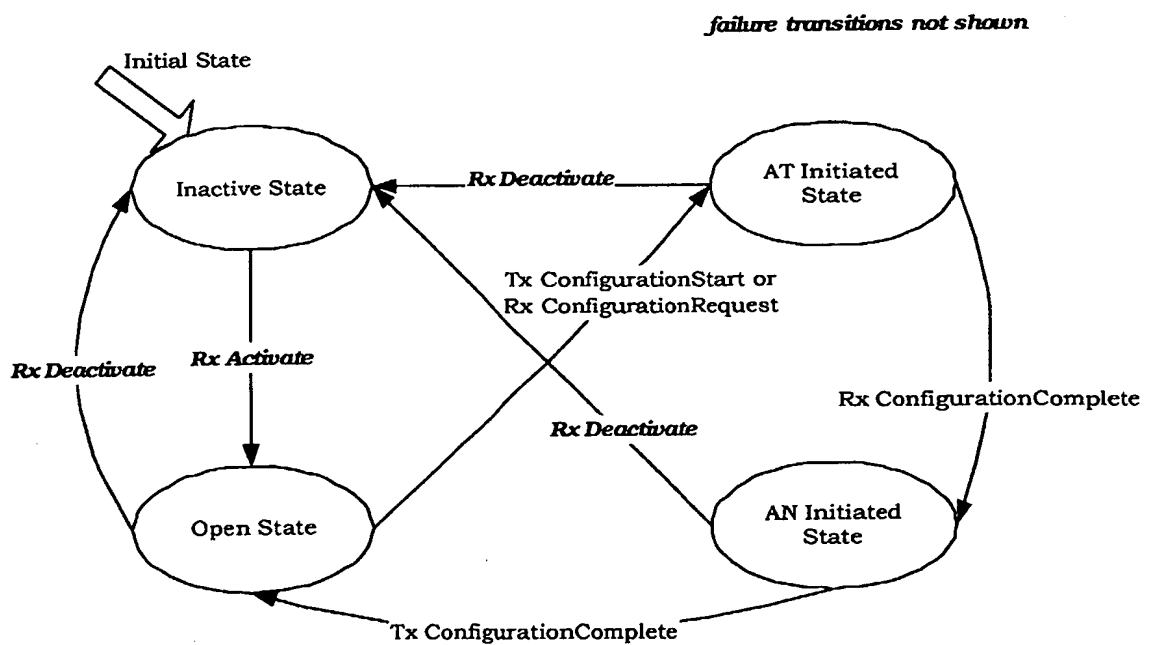 failure transitions not shown
Initial State
Inactive State
Rx Deactivate
AT Initiated
State
Tx ConfigurationStart or
Rx ConfigurationRequest
Rx Deactivate
Rx Activate
Rx ConfigurationComplete
Rx Deactivate
Open State
AN Initiated
State
Tx ConfigurationComplete